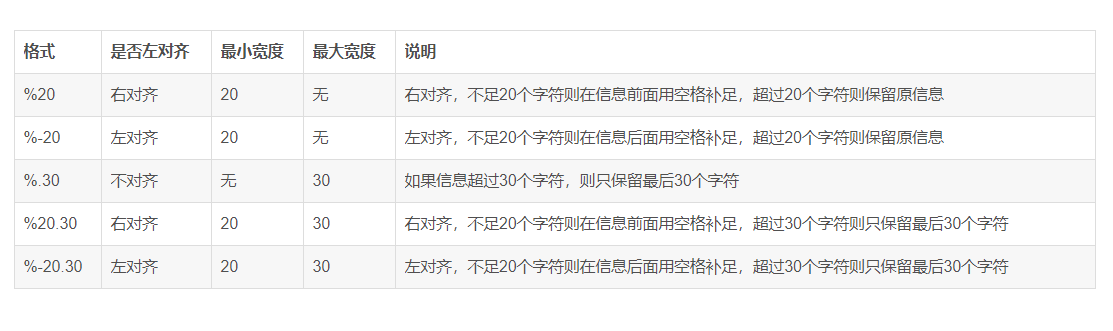 格式 是否左对齐 最小宽度 最大宽度 说明
%20 右对齐 20 无 右对齐，不足20个字符则在信息前面用空格补足，超过20个字符则保留原信息
%-20 左对齐 20 无 左对齐，不足20个字符则在信息后面用空格补足，超过20个字符则保留原信息
%.30 不对齐 无 30 如果信息超过30个字符，则只保留最后30个字符
%20.30 右对齐 20 30 右对齐，不足20个字符则在信息前面用空格补足，超过30个字符则只保留最后30个字符
%-20.30 左对齐 20 30 左对齐，不足20个字符则在信息后面用空格补足，超过30个字符则只保留最后30个字符